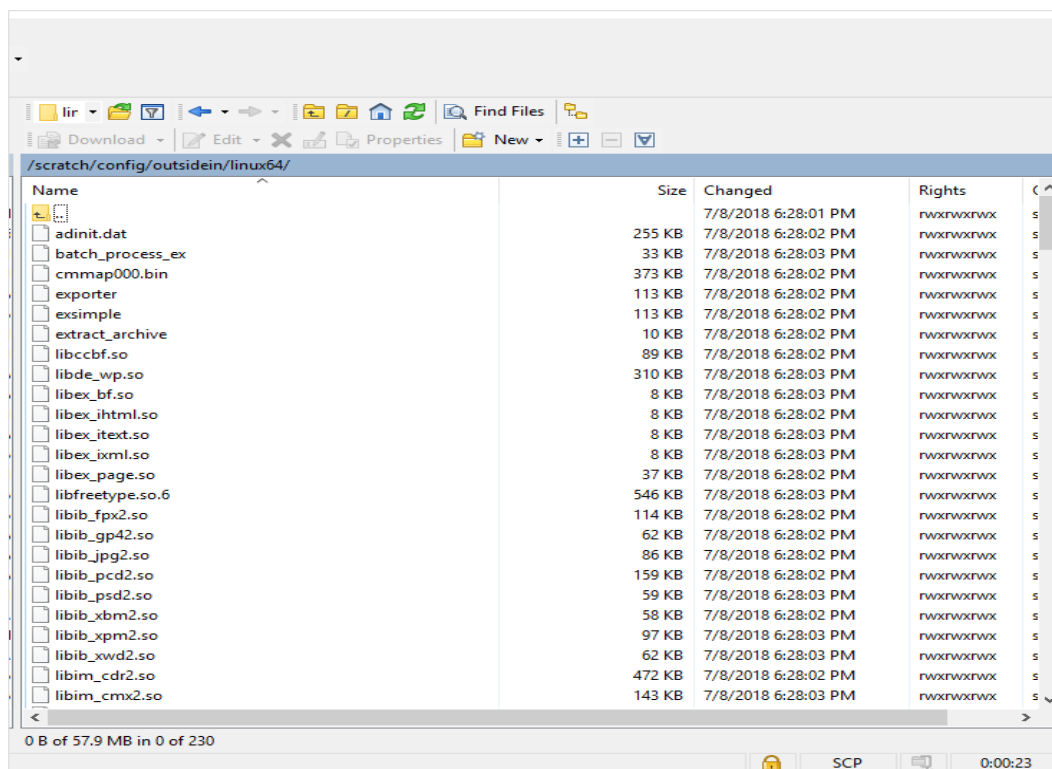 lir
Find Files
Download Edit Properties New
/scratch/config/outsidein/linux64/
Name Size Changed Rights
.. 7/8/2018 6:28:01 PM rwxrwxrwx s
adinit.dat 255 KB 7/8/2018 6:28:02 PM rwxrwxrwx s
batch_process_ex 33 KB 7/8/2018 6:28:03 PM rwxrwxrwx s
cmmap000.bin 373 KB 7/8/2018 6:28:02 PM rwxrwxrwx s
exporter 113 KB 7/8/2018 6:28:02 PM rwxrwxrwx s
exsimple 113 KB 7/8/2018 6:28:02 PM rwxrwxrwx s
extract_archive 10 KB 7/8/2018 6:28:02 PM rwxrwxrwx s
libccbf.so 89 KB 7/8/2018 6:28:02 PM rwxrwxrwx s
libde_wp.so 310 KB 7/8/2018 6:28:02 PM rwxrwxrwx s
libex_bf.so 8 KB 7/8/2018 6:28:03 PM rwxrwxrwx s
libex_ihtml.so 8 KB 7/8/2018 6:28:02 PM rwxrwxrwx s
libex_itext.so 8 KB 7/8/2018 6:28:03 PM rwxrwxrwx s
libex_ixml.so 8 KB 7/8/2018 6:28:03 PM rwxrwxrwx s
libex_page.so 37 KB 7/8/2018 6:28:02 PM rwxrwxrwx s
libfreetype.so.6 546 KB 7/8/2018 6:28:03 PM rwxrwxrwx s
libib_fpx2.so 114 KB 7/8/2018 6:28:02 PM rwxrwxrwx s
libib_gp42.so 62 KB 7/8/2018 6:28:02 PM rwxrwxrwx s
libib_jpg2.so 86 KB 7/8/2018 6:28:02 PM rwxrwxrwx s
libib_pcd2.so 159 KB 7/8/2018 6:28:02 PM rwxrwxrwx s
libib_psd2.so 59 KB 7/8/2018 6:28:03 PM rwxrwxrwx s
libib_xbm2.so 58 KB 7/8/2018 6:28:02 PM rwxrwxrwx s
libib_xpm2.so 97 KB 7/8/2018 6:28:03 PM rwxrwxrwx s
libib_xwd2.so 62 KB 7/8/2018 6:28:03 PM rwxrwxrwx s
libim_cdr2.so 472 KB 7/8/2018 6:28:02 PM rwxrwxrwx s
libim_cmx2.so 143 KB 7/8/2018 6:28:03 PM rwxrwxrwx s
0 B of 57.9 MB in 0 of 230
SCP 0:00:23